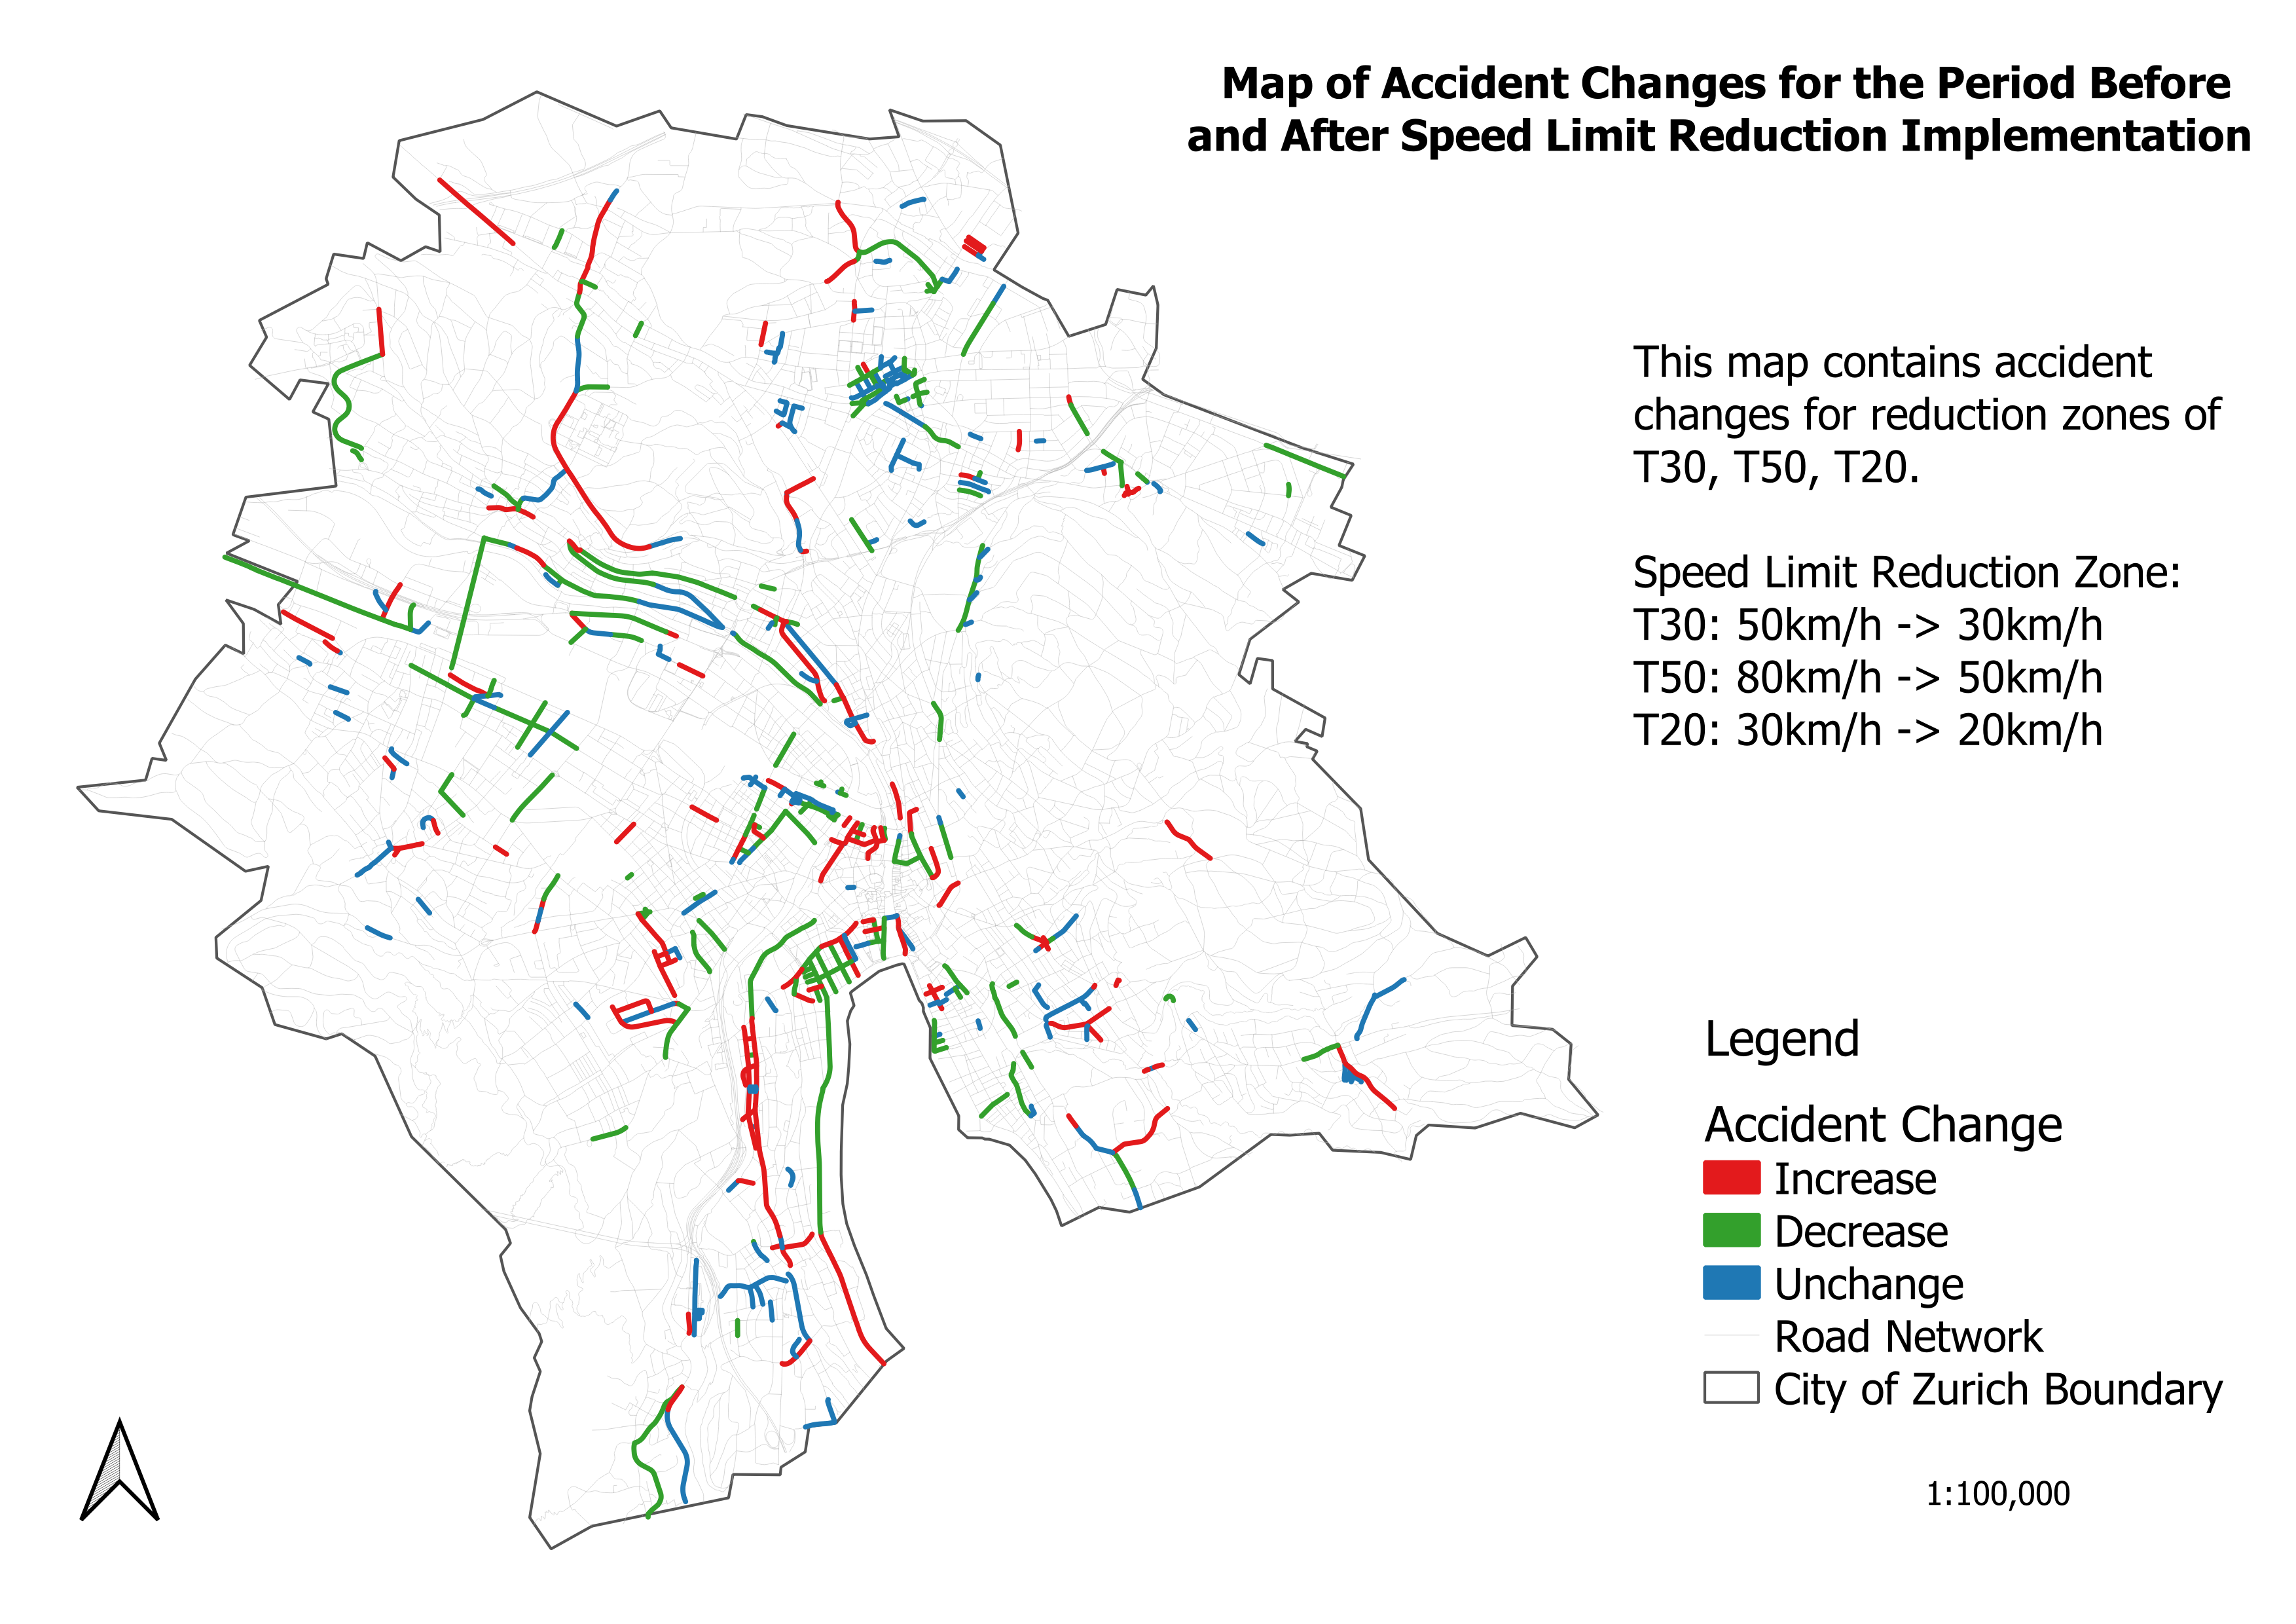 Map of Accident Changes for the Period Before
and After Speed Limit Reduction Implementation
This map contains accident
changes for reduction zones of
T30, T50, T20.
Speed Limit Reduction Zone:
T30: 50km/h -> 30km/h
T50: 80km/h -> 50km/h
T20: 30km/h -> 20km/h
Legend
Accident Change
Increase
Decrease
Unchange
Road Network
City of Zurich Boundary
1:100,000